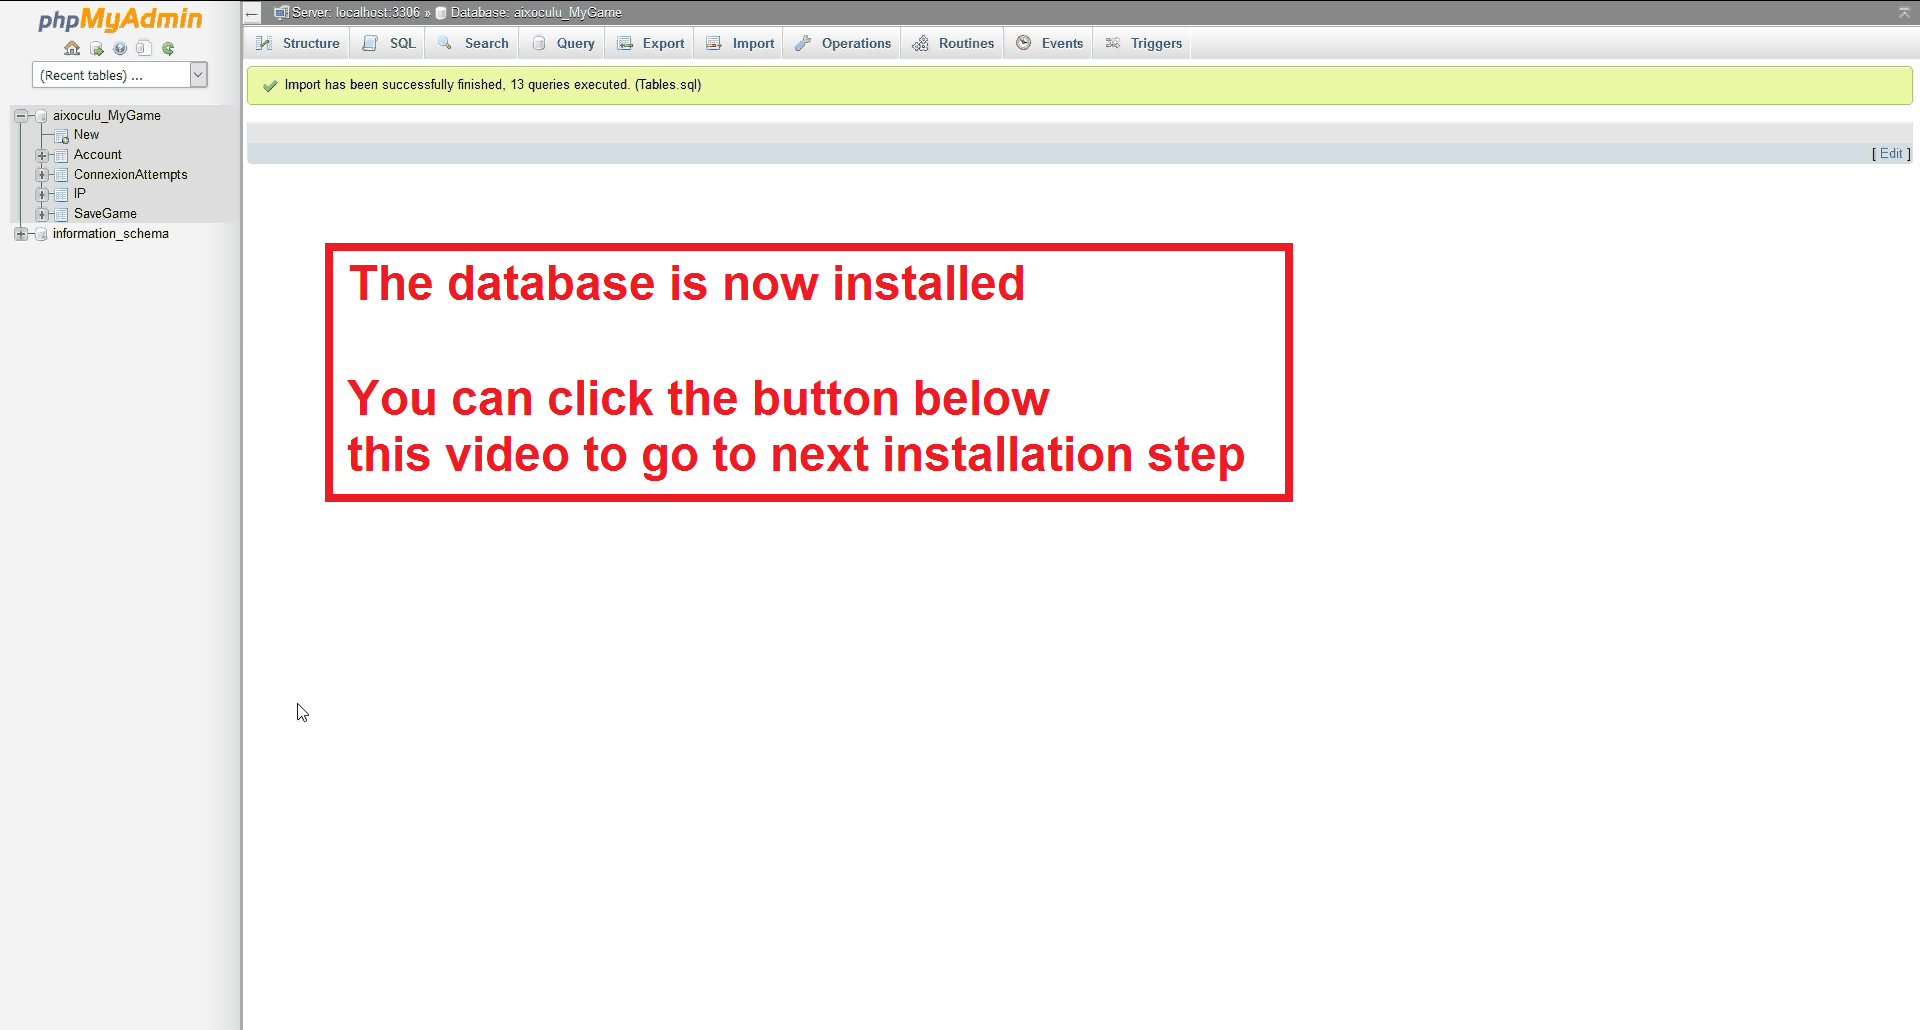 phpMyAdmin
(Recent tables) ...
aixoculu_MyGame
New
Account
ConnexionAttempts
IP
SaveGame
information_schema
Server: localhost:3306 » Database: aixoculu_MyGame
Structure SQL Search Query Export Import Operations Routines Events Triggers
Import has been successfully finished, 13 queries executed. (Tables.sql)
[ Edit ]
The database is now installed
You can click the button below
this video to go to next installation step